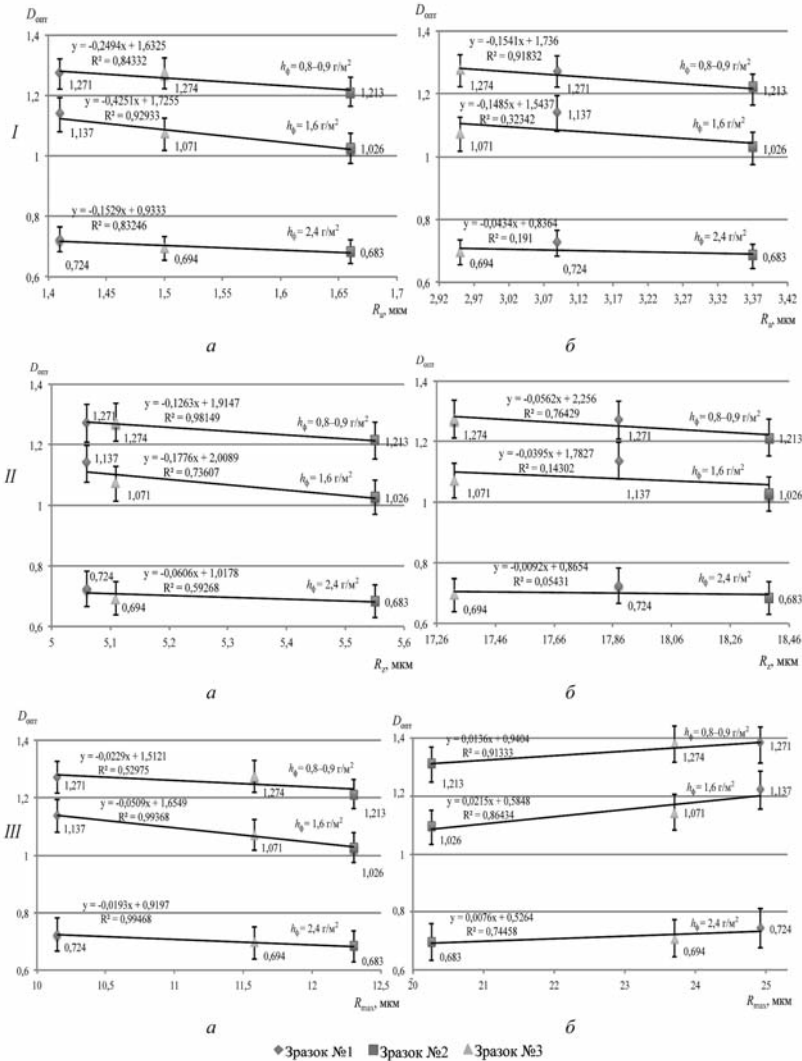 Dопт
1,4
1,2
1
0,8
0,6
y = -0,2494x + 1,6325
R² = 0,84332
hф = 0,8–0,9 г/м²
1,271
1,274
1,213
y = -0,4251x + 1,7255
R² = 0,92933
hф = 1,6 г/м²
1,137
1,071
1,026
y = -0,1529x + 0,9333
R² = 0,83246
hф = 2,4 г/м²
0,724
0,694
0,683
1,4 1,45 1,5 1,55 1,6 1,65 1,7
мкм
а
I
Dопт
1,4
1,2
1
0,8
0,6
y = -0,1541x + 1,736
R² = 0,91832
hф = 0,8–0,9 г/м²
1,274
1,271
1,213
y = -0,1485x + 1,5437
R² = 0,32342
hф = 1,6 г/м²
1,137
1,071
1,026
y = -0,0434x + 0,8364
R² = 0,191
hф = 2,4 г/м²
0,694
0,724
0,683
2,92 2,97 3,02 3,07 3,12 3,17 3,22 3,27 3,32 3,37 3,42
мкм
б
Dопт
1,4
1,2
1
0,8
0,6
y = -0,1263x + 1,9147
R² = 0,98149
hф = 0,8–0,9 г/м²
1,271
1,274
1,213
y = -0,1776x + 2,0089
R² = 0,73607
hф = 1,6 г/м²
1,137
1,071
1,026
y = -0,0606x + 1,0178
R² = 0,59268
hф = 2,4 г/м²
0,724
0,694
0,683
5 5,1 5,2 5,3 5,4 5,5 5,6
Rz, мкм
а
II
1,4
1,2
1
0,8
0,6
y = -0,0562x + 2,256
R² = 0,76429
hф = 0,8–0,9 г/м²
1,274
1,271
1,213
y = -0,0395x + 1,7827
R² = 0,14302
hф = 1,6 г/м²
1,071
1,137
1,026
y = -0,0092x + 0,8654
R² = 0,05431
hф = 2,4 г/м²
0,694
0,724
0,683
17,26 17,46 17,66 17,86 18,06 18,26 18,46
Rz, мкм
б
Dопт
1,4
1,2
1
0,8
0,6
y = -0,0229x + 1,5121
R² = 0,52975
hф = 0,8–0,9 г/м²
1,271
1,274
1,213
y = -0,0509x + 1,6549
R² = 0,99368
hф = 1,6 г/м²
1,137
1,071
1,026
y = -0,0193x + 0,9197
R² = 0,99468
hф = 2,4 г/м²
0,724
0,694
0,683
10 10,5 11 11,5 12 12,5
Rmax, мкм
а
III
Dопт
1,4
1,2
1
0,8
0,6
y = 0,0136x + 0,9404
R² = 0,91333
hф = 0,8–0,9 г/м²
1,213
1,274
1,271
y = 0,0215x + 0,5848
R² = 0,86434
hф = 1,6 г/м²
1,026
1,071
1,137
y = 0,0076x + 0,5264
R² = 0,74458
hф = 2,4 г/м²
0,683
0,694
0,724
20 21 22 23 24 25
Rmax, мкм
б
Зразок №1 Зразок №2 Зразок №3